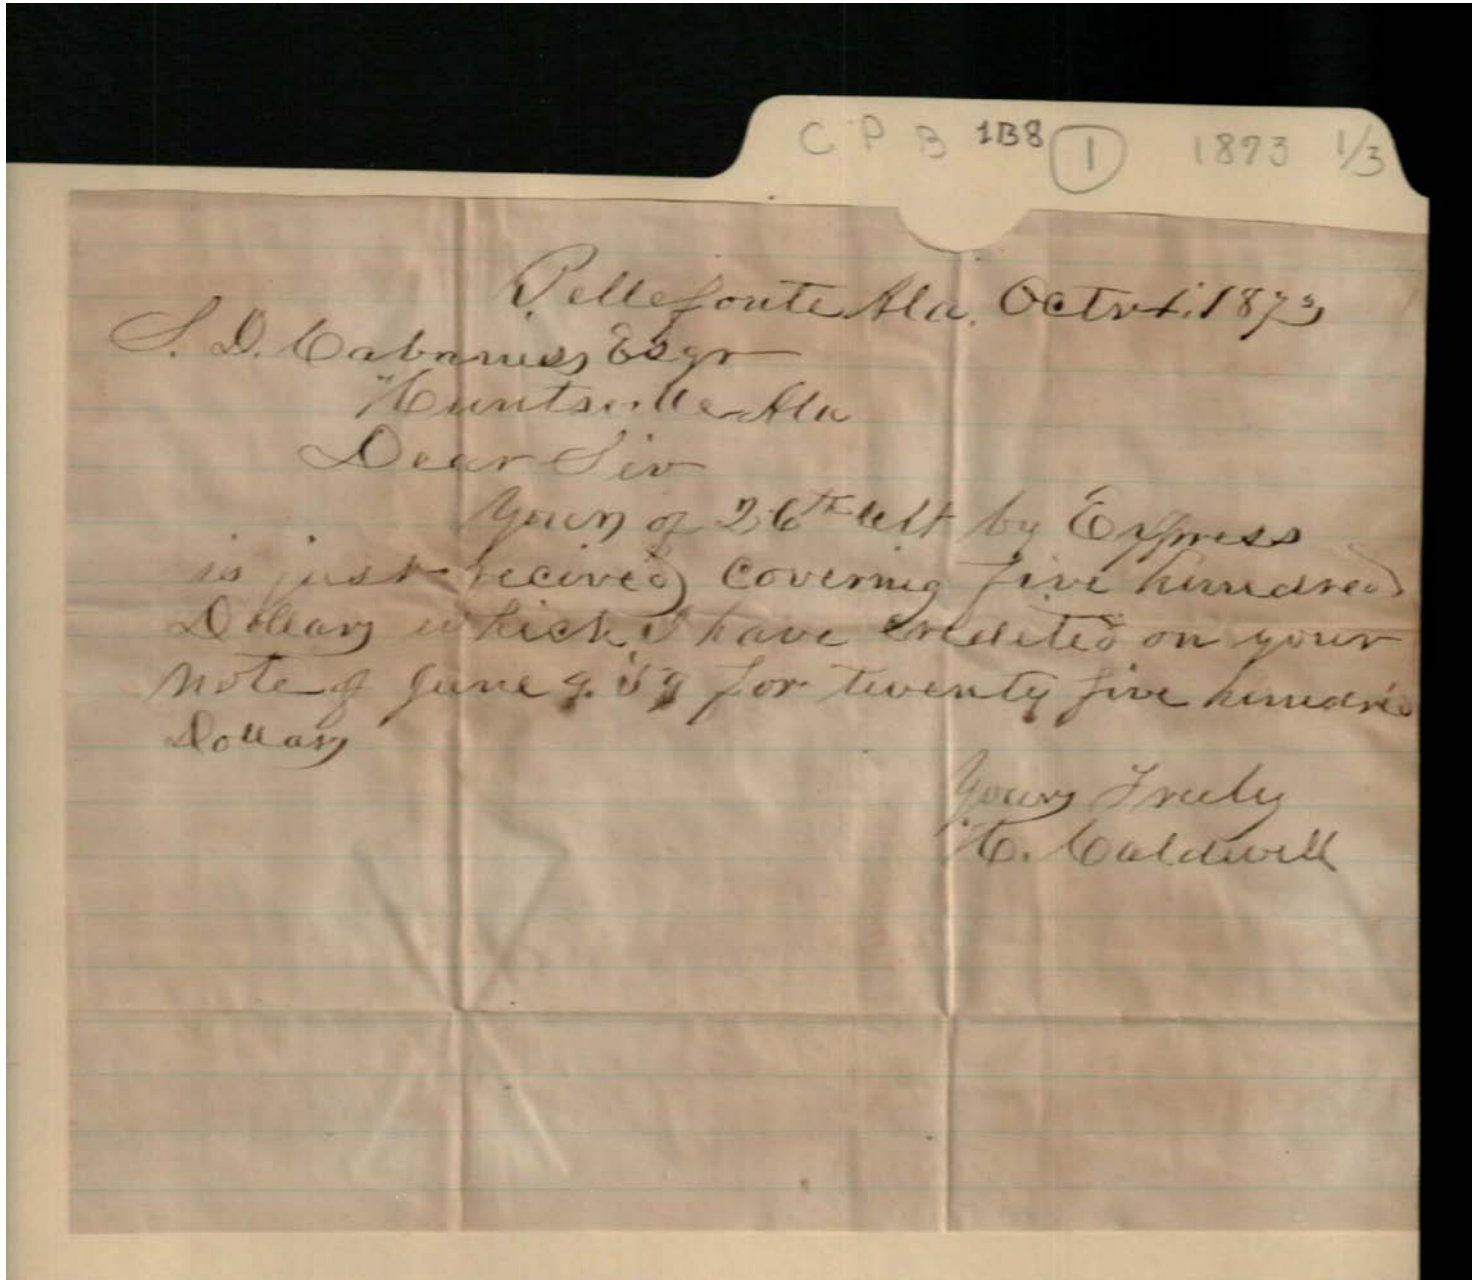 C P B 1B8 1 1873 1/3
Bellefonte Ala. Octr 1. 1873
S. D. Cabaniss Esqr
Huntsville Ala
Dear Sir
Yours of 26th ult by Express
is just recived covering five hundred
Dollars which I have credited on your
note of June 9. '59 for twenty five hundred
Dollars
Yours Truly
H. Caldwell